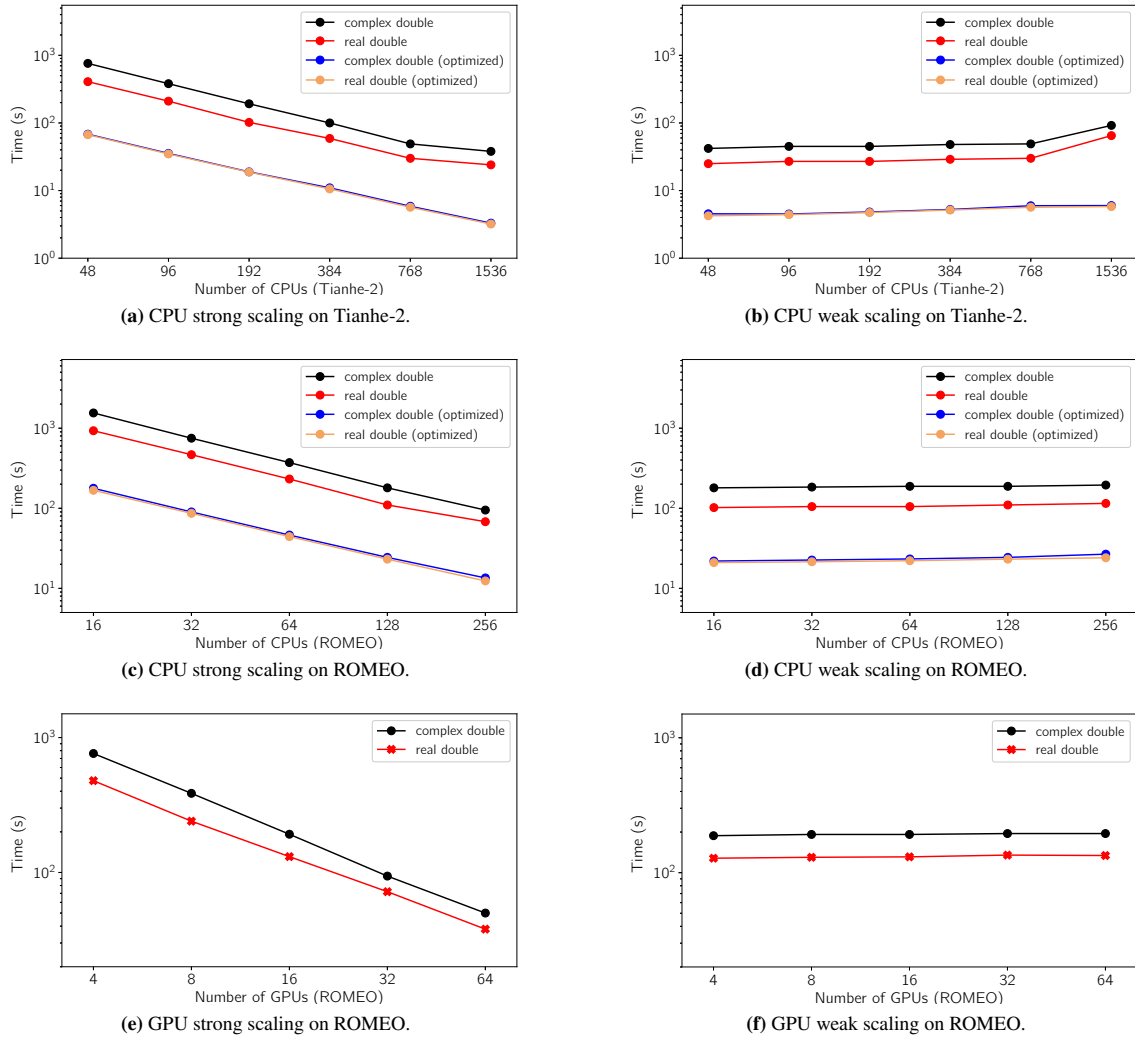 complex double
real double
complex double (optimized)
real double (optimized)
10³
10²
10¹
10⁰
Time (s)
48 96 192 384 768 1536
Number of CPUs (Tianhe-2)
(a) CPU strong scaling on Tianhe-2.
complex double
real double
complex double (optimized)
real double (optimized)
10³
10²
10¹
10⁰
Time (s)
48 96 192 384 768 1536
Number of CPUs (Tianhe-2)
(b) CPU weak scaling on Tianhe-2.
complex double
real double
complex double (optimized)
real double (optimized)
10³
10²
10¹
Time (s)
16 32 64 128 256
Number of CPUs (ROMEO)
(c) CPU strong scaling on ROMEO.
complex double
real double
complex double (optimized)
real double (optimized)
10³
10²
10¹
Time (s)
16 32 64 128 256
Number of CPUs (ROMEO)
(d) CPU weak scaling on ROMEO.
complex double
real double
10³
10²
Time (s)
4 8 16 32 64
Number of GPUs (ROMEO)
(e) GPU strong scaling on ROMEO.
complex double
real double
10³
10²
Time (s)
4 8 16 32 64
Number of GPUs (ROMEO)
(f) GPU weak scaling on ROMEO.